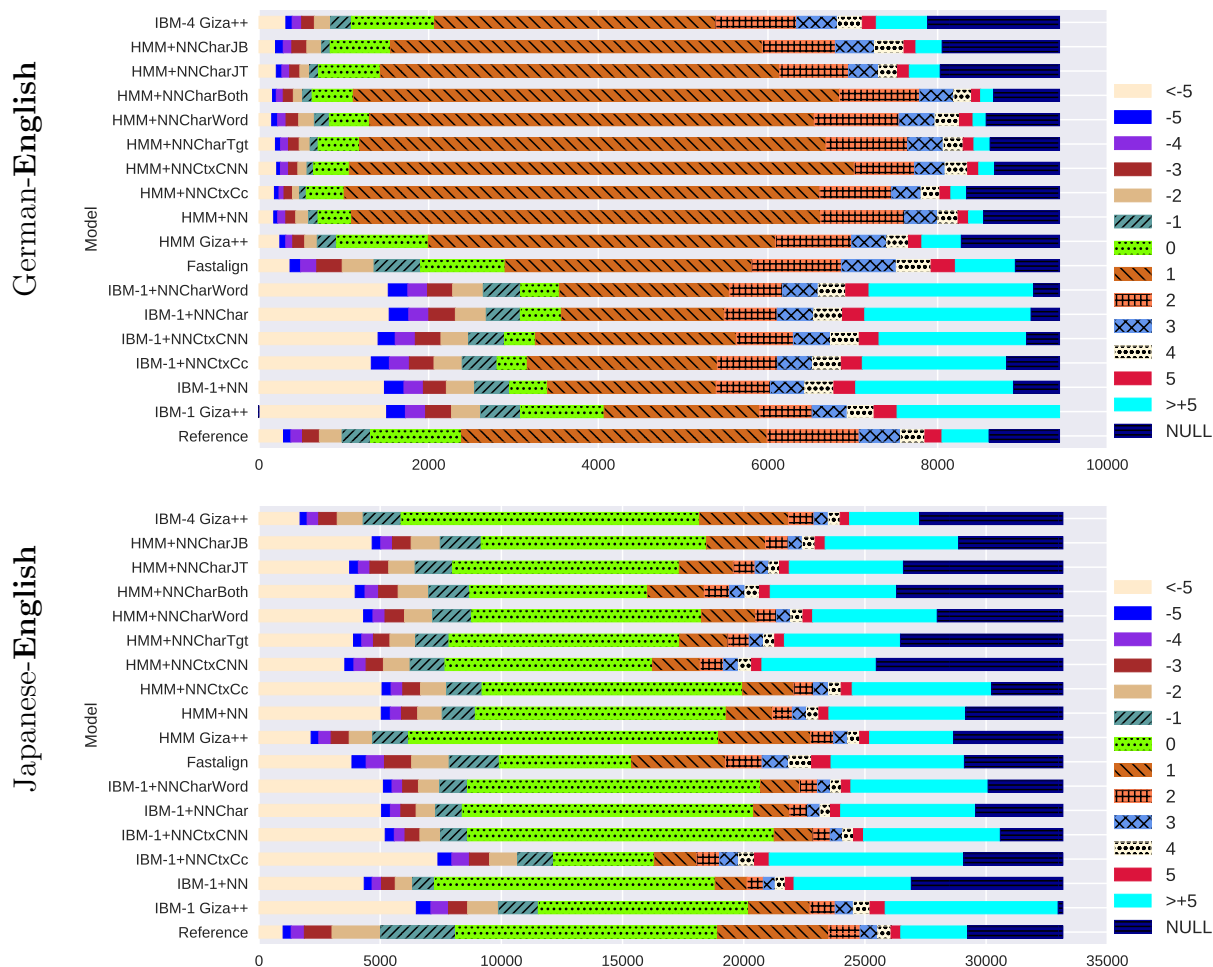 German-English
Model
IBM-4 Giza++
HMM+NNCharJB
HMM+NNCharJT
HMM+NNCharBoth
HMM+NNCharWord
HMM+NNCharTgt
HMM+NNCtxCNN
HMM+NNCtxCc
HMM+NN
HMM Giza++
Fastalign
IBM-1+NNCharWord
IBM-1+NNChar
IBM-1+NNCtxCNN
IBM-1+NNCtxCc
IBM-1+NN
IBM-1 Giza++
Reference
0 2000 4000 6000 8000 10000
<-5
-5
-4
-3
-2
-1
0
1
2
3
4
5
>+5
NULL
Japanese-English
Model
IBM-4 Giza++
HMM+NNCharJB
HMM+NNCharJT
HMM+NNCharBoth
HMM+NNCharWord
HMM+NNCharTgt
HMM+NNCtxCNN
HMM+NNCtxCc
HMM+NN
HMM Giza++
Fastalign
IBM-1+NNCharWord
IBM-1+NNChar
IBM-1+NNCtxCNN
IBM-1+NNCtxCc
IBM-1+NN
IBM-1 Giza++
Reference
0 5000 10000 15000 20000 25000 30000 35000
<-5
-5
-4
-3
-2
-1
0
1
2
3
4
5
>+5
NULL